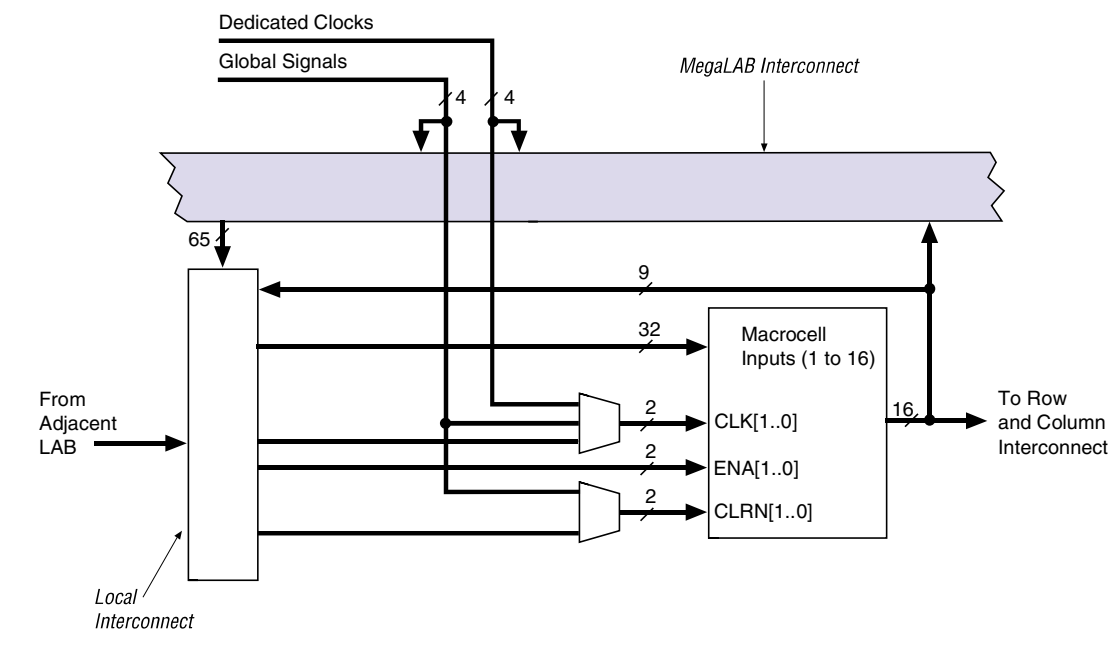 Dedicated Clocks
Global Signals
4
4
MegaLAB Interconnect
65
9
32
Macrocell
Inputs (1 to 16)
From
Adjacent
LAB
2
CLK[1..0]
16
To Row
and Column
Interconnect
2
ENA[1..0]
2
CLRN[1..0]
Local
Interconnect